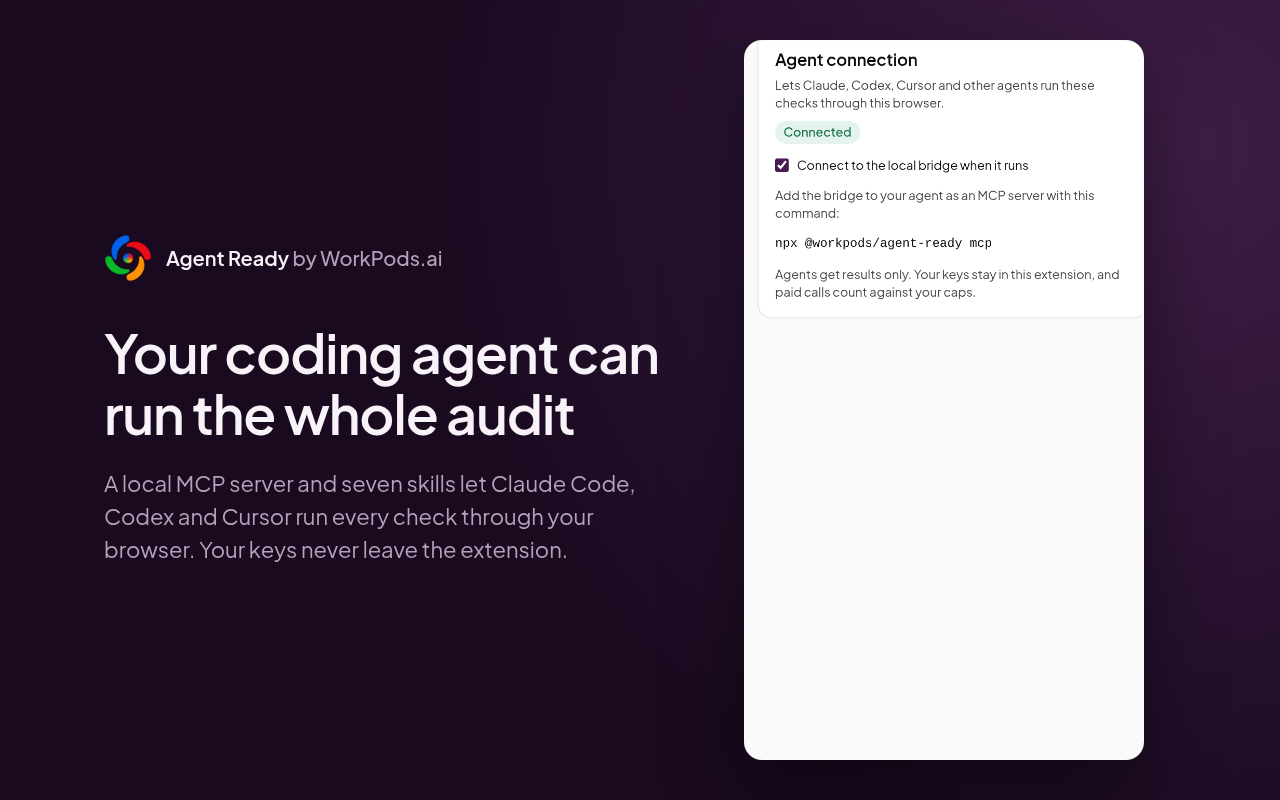 Agent Ready by WorkPods.ai
Your coding agent can
run the whole audit
A local MCP server and seven skills let Claude Code,
Codex and Cursor run every check through your
browser. Your keys never leave the extension.
Agent connection
Lets Claude, Codex, Cursor and other agents run these
checks through this browser.
Connected
Connect to the local bridge when it runs
Add the bridge to your agent as an MCP server with this
command:
npx @workpods/agent-ready mcp
Agents get results only. Your keys stay in this extension, and
paid calls count against your caps.